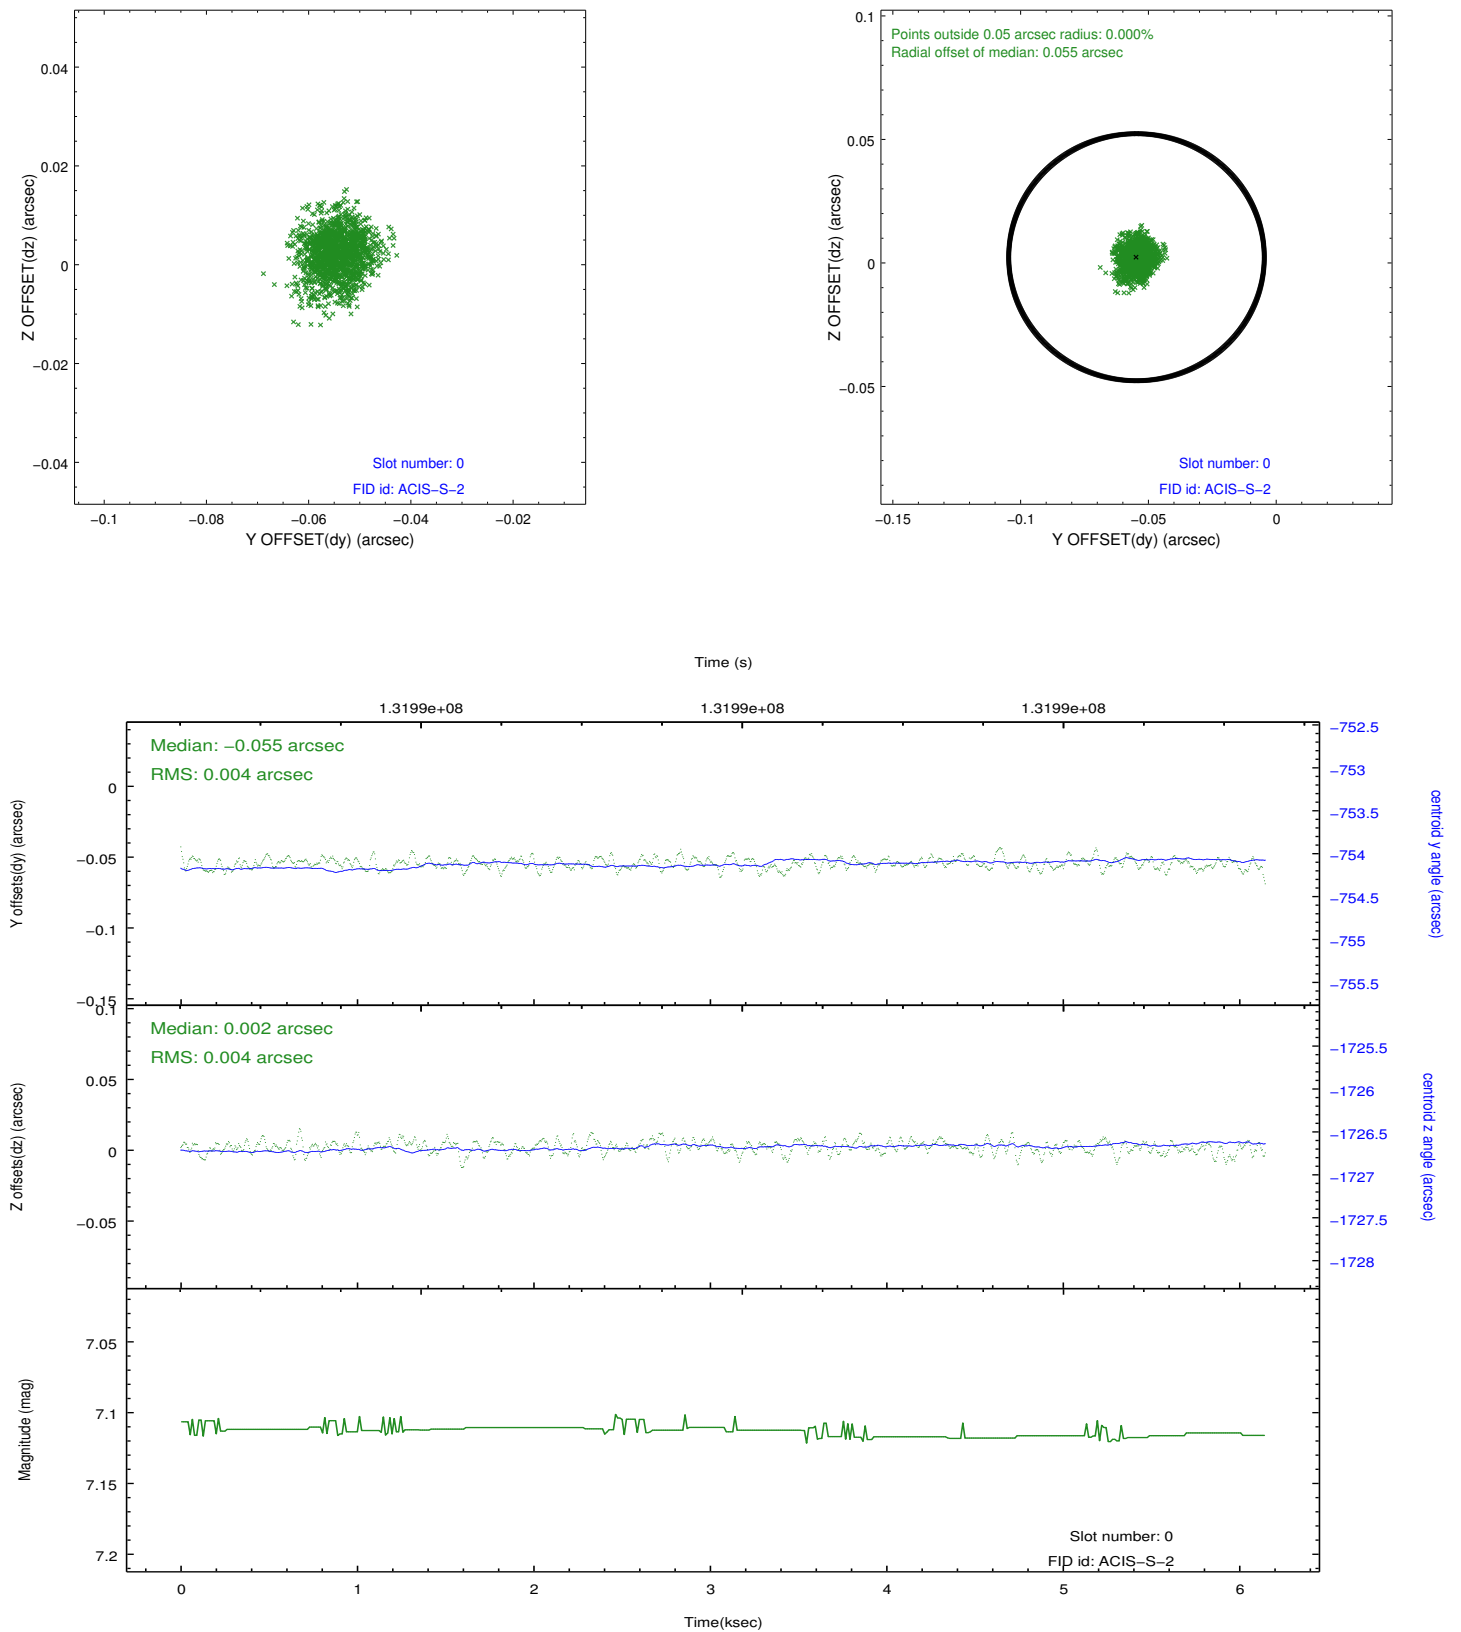 0.04
0.02
0
−0.02
−0.04
Z OFFSET(dz) (arcsec)
Slot number: 0
FID id: ACIS−S−2
−0.1
−0.08
−0.06
−0.04
−0.02
Y OFFSET(dy) (arcsec)
0.1
0.05
0
−0.05
Z OFFSET(dz) (arcsec)
Points outside 0.05 arcsec radius: 0.000%
Radial offset of median: 0.055 arcsec
Slot number: 0
FID id: ACIS−S−2
−0.15
−0.1
−0.05
0
Y OFFSET(dy) (arcsec)
Time (s)
1.3199e+08
1.3199e+08
1.3199e+08
Median: −0.055 arcsec
RMS: 0.004 arcsec
0
−0.05
−0.1
−0.15
Y offsets(dy) (arcsec)
−752.5
−753
−753.5
−754
−754.5
−755
−755.5
centroid y angle (arcsec)
Median: 0.002 arcsec
RMS: 0.004 arcsec
0.1
0.05
0
−0.05
Z offsets(dz) (arcsec)
−1725.5
−1726
−1726.5
−1727
−1727.5
−1728
centroid z angle (arcsec)
7.05
7.1
7.15
7.2
Magnitude (mag)
Slot number: 0
FID id: ACIS−S−2
0
1
2
3
4
5
6
Time(ksec)